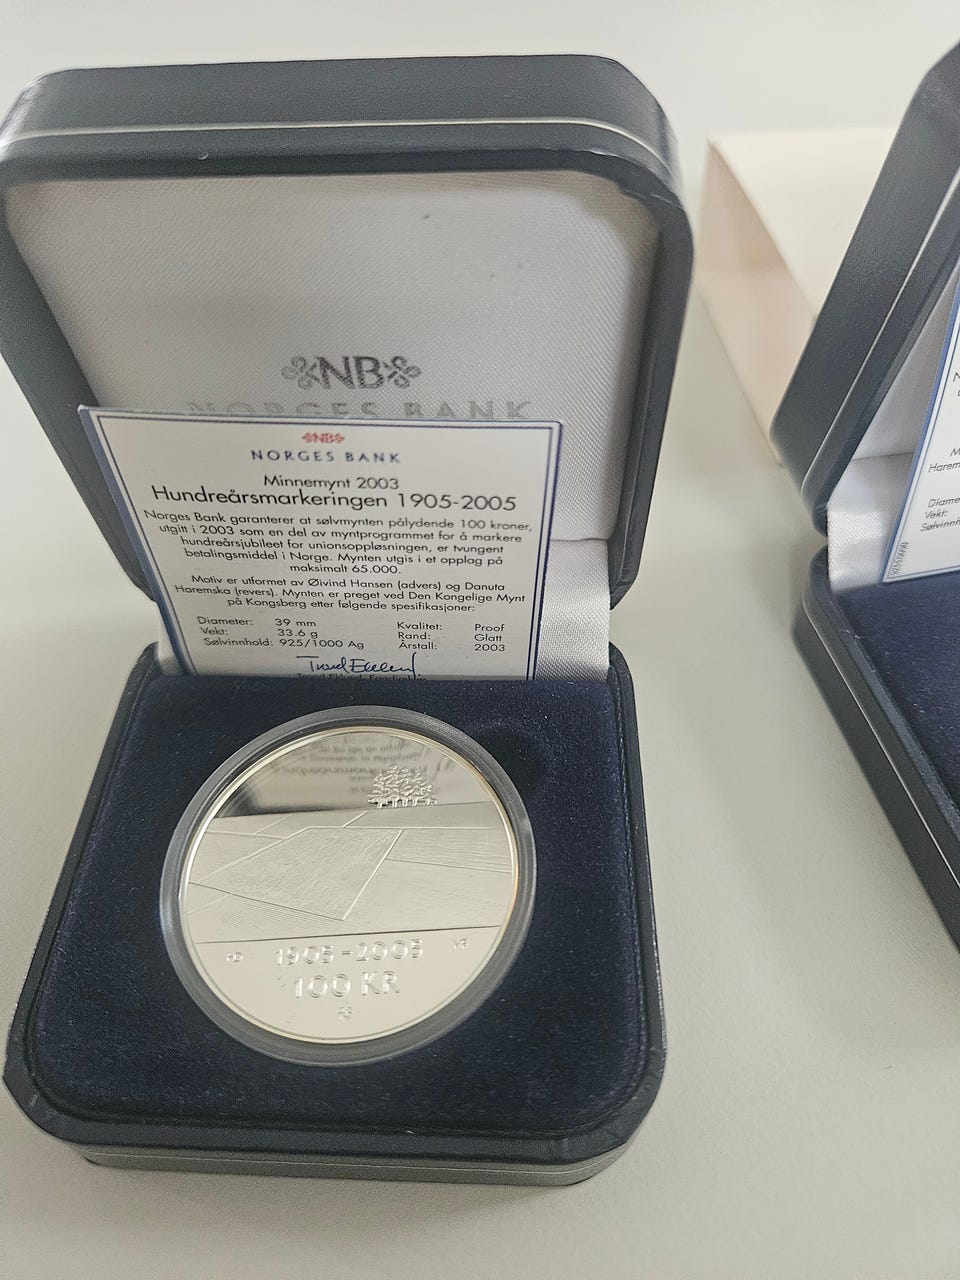 NB
NORGES BANK
NB
NORGES BANK
Minnemynt 2003
Hundreårsmarkeringen 1905-2005
Norges Bank garanterer at sølvmynten pålydende 100 kroner,
utgitt i 2003 som en del av myntprogrammet for å markere
hundreårsjubileet for unionsoppløsningen, er tvungent
betalingsmiddel i Norge. Mynten utgis i et opplag på
maksimalt 65.000.
Motiv er utformet av Øivind Hansen (advers) og Danuta
Haremska (revers). Mynten er preget ved Den Kongelige Mynt
på Kongsberg etter følgende spesifikasjoner:
Diameter: 39 mm Kvalitet: Proof
Vekt: 33.6 g Rand: Glatt
Sølvinnhold: 925/1000 Ag Årstall: 2003
1905-2005
100 KR
Harem
Diame
Vekt:
Sølvinnh